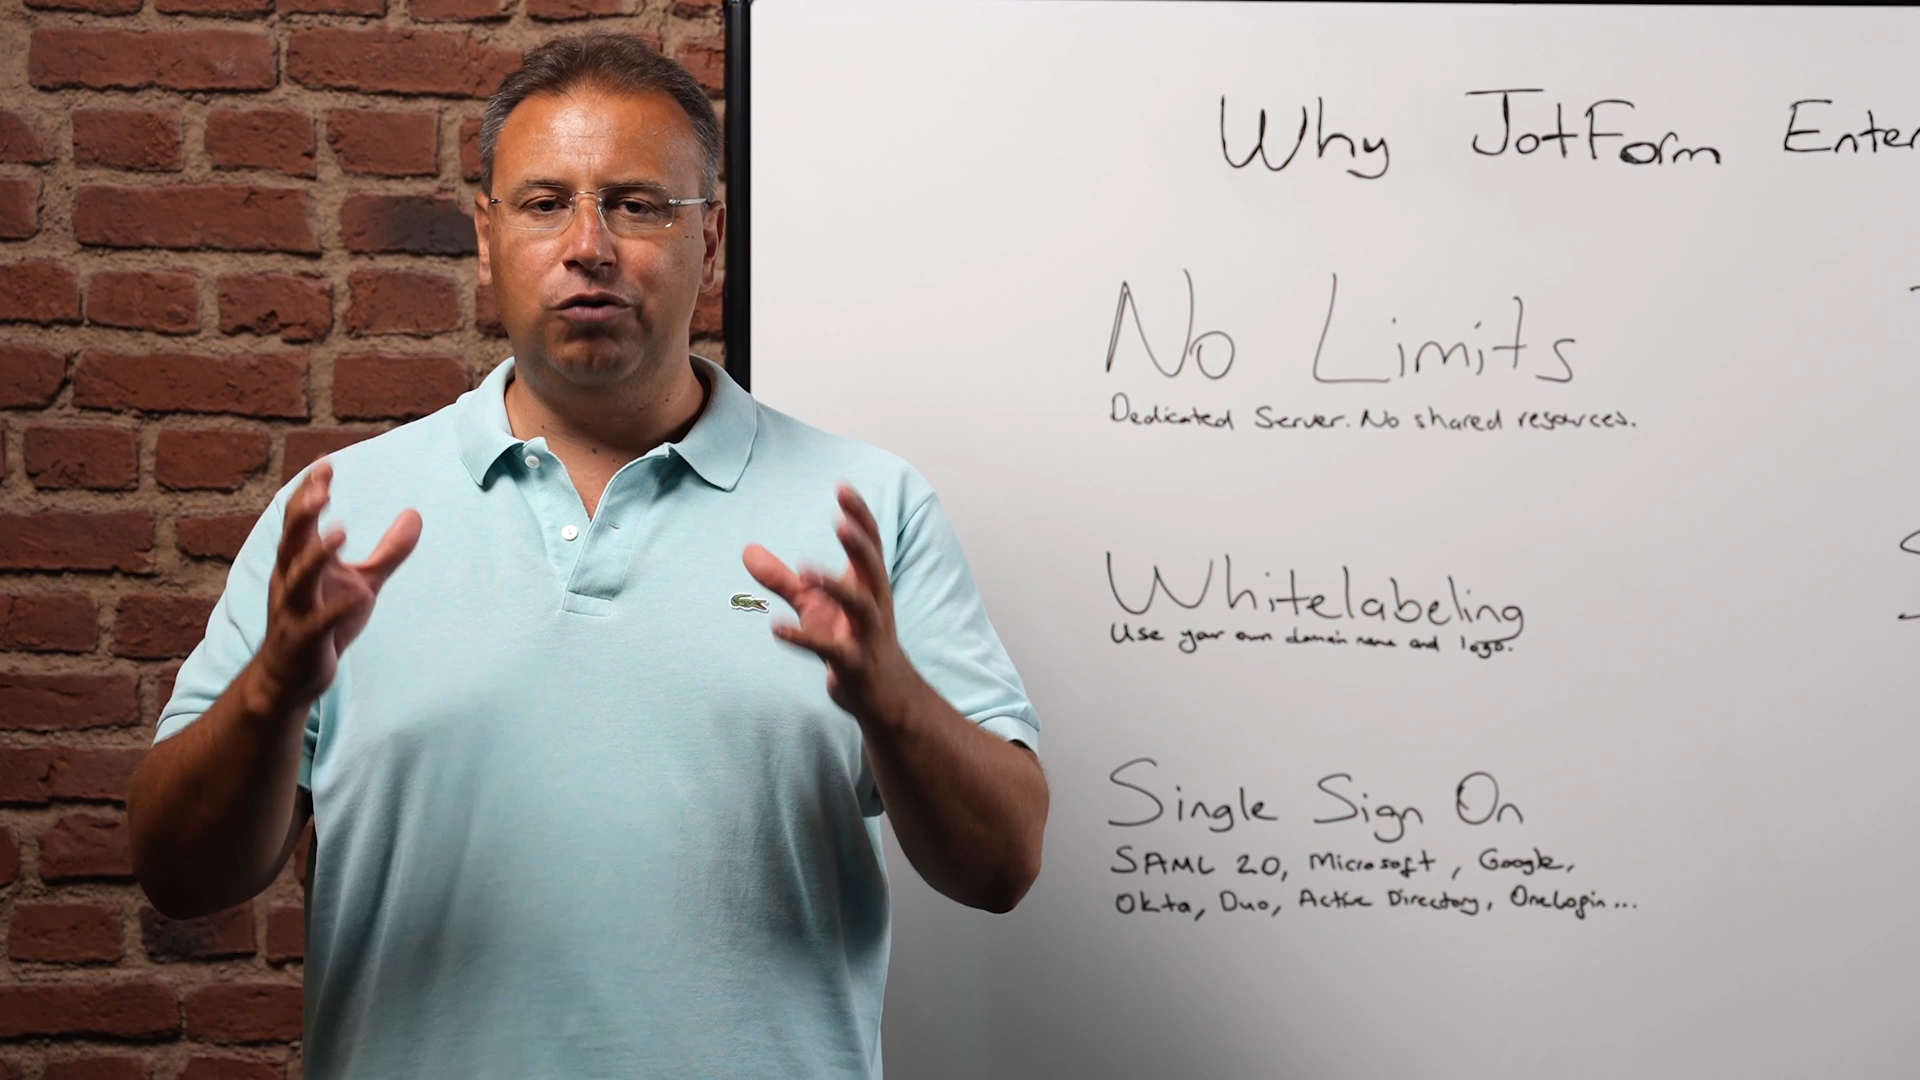 Why JotForm Enter
No Limits
Dedicated Server. No shared resources.
Whitelabeling
Use your own domain name and logo.
Single Sign On
SAML 2.0, Microsoft, Google,
Okta, Duo, Active Directory, OneLogin...